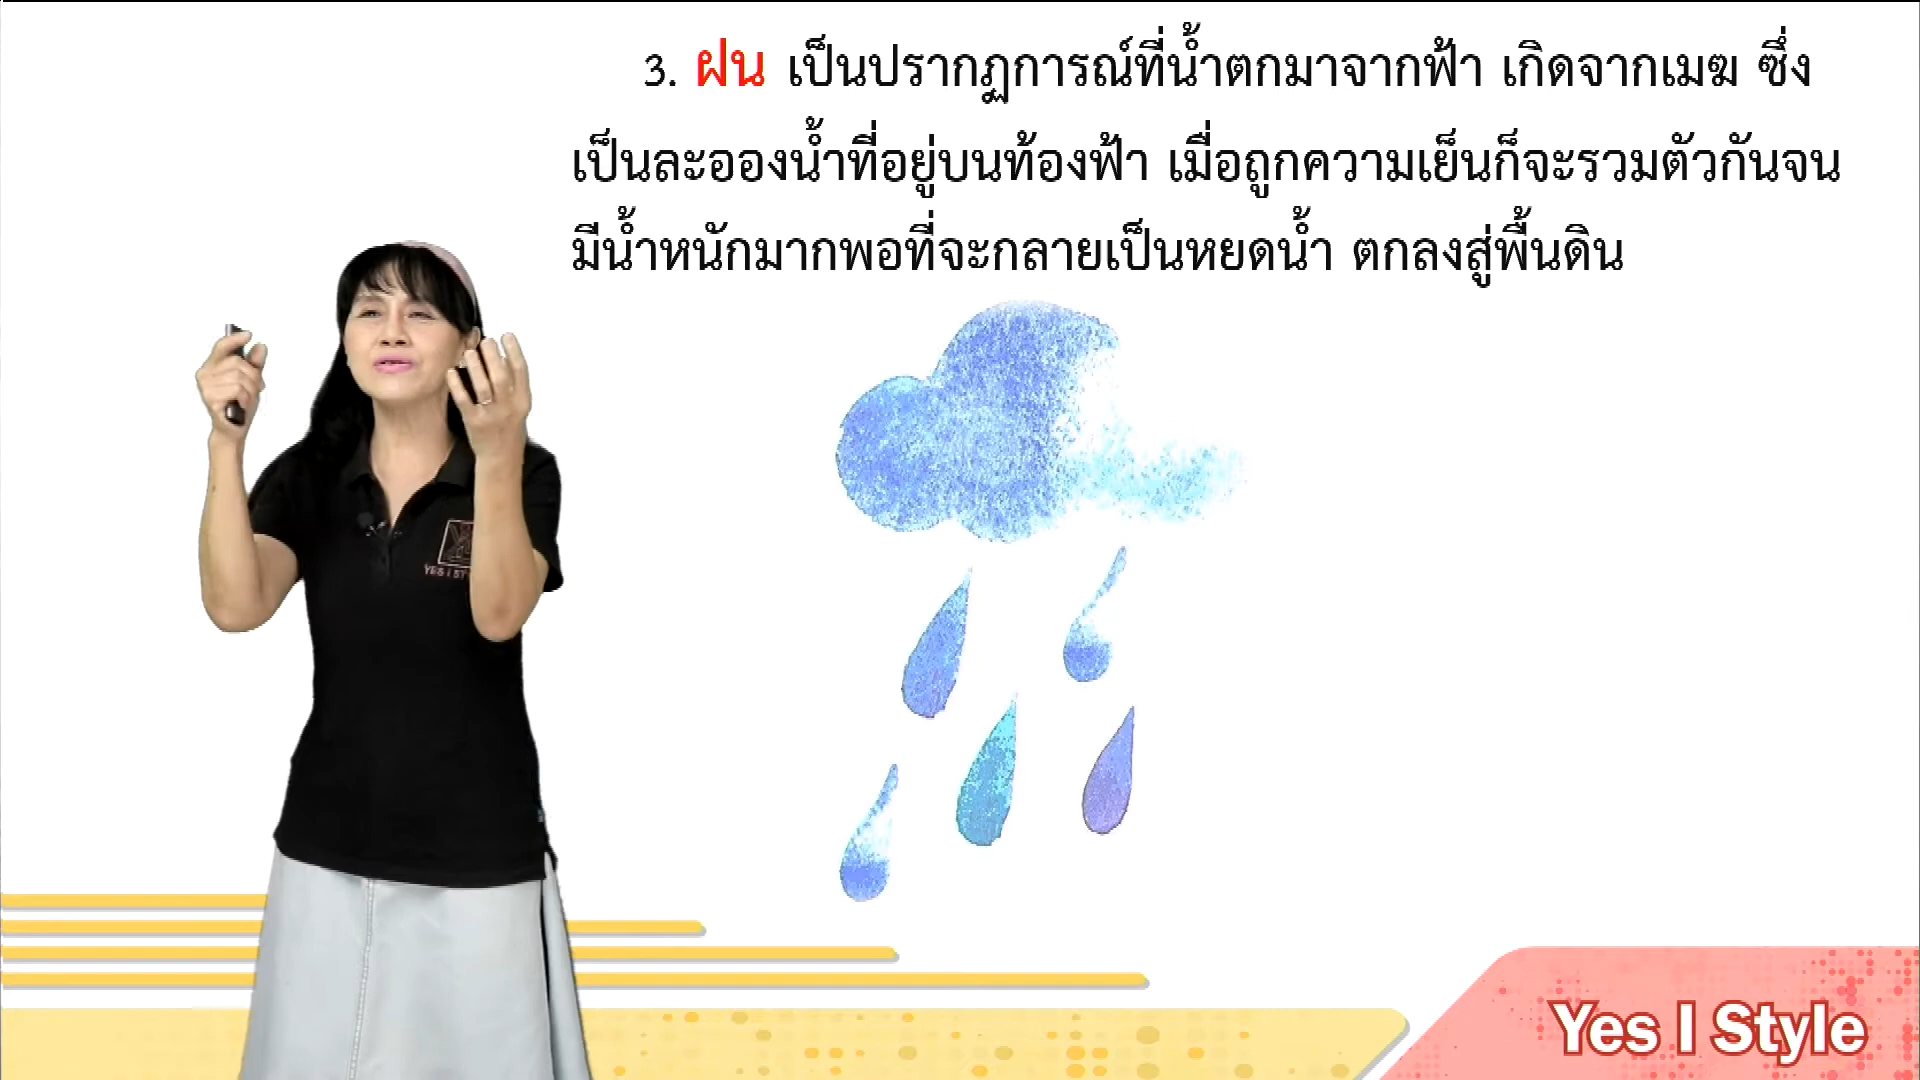 3. ฝน เป็นปรากฏการณ์ที่น้ำตกมาจากฟ้า เกิดจากเมฆ ซึ่ง
เป็นละอองน้ำที่อยู่บนท้องฟ้า เมื่อถูกความเย็นก็จะรวมตัวกันจน
มีน้ำหนักมากพอที่จะกลายเป็นหยดน้ำ ตกลงสู่พื้นดิน
YES I
Yes I Style